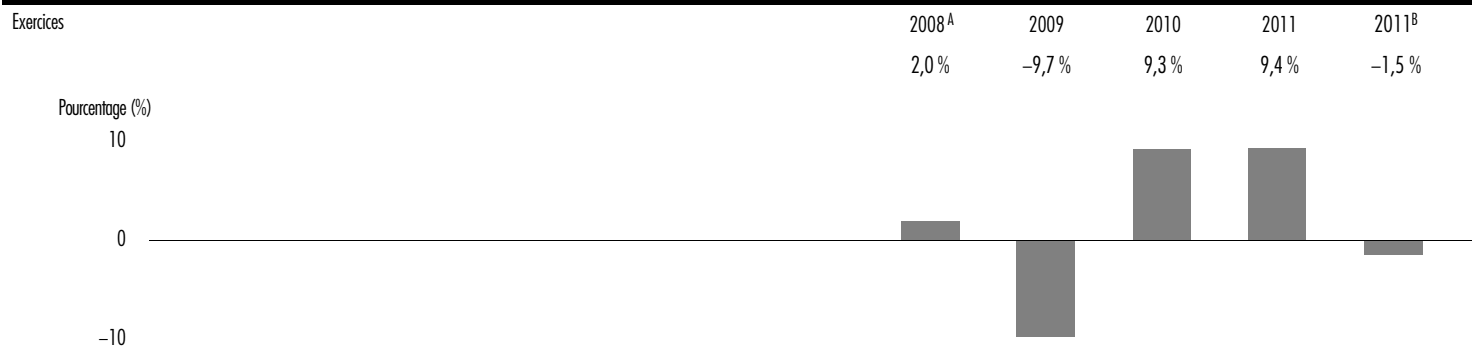 Exercices 2008 A 2009 2010 2011 2011B
2,0 % –9,7 % 9,3 % 9,4 % –1,5 %
Pourcentage (%)
10
0
–10